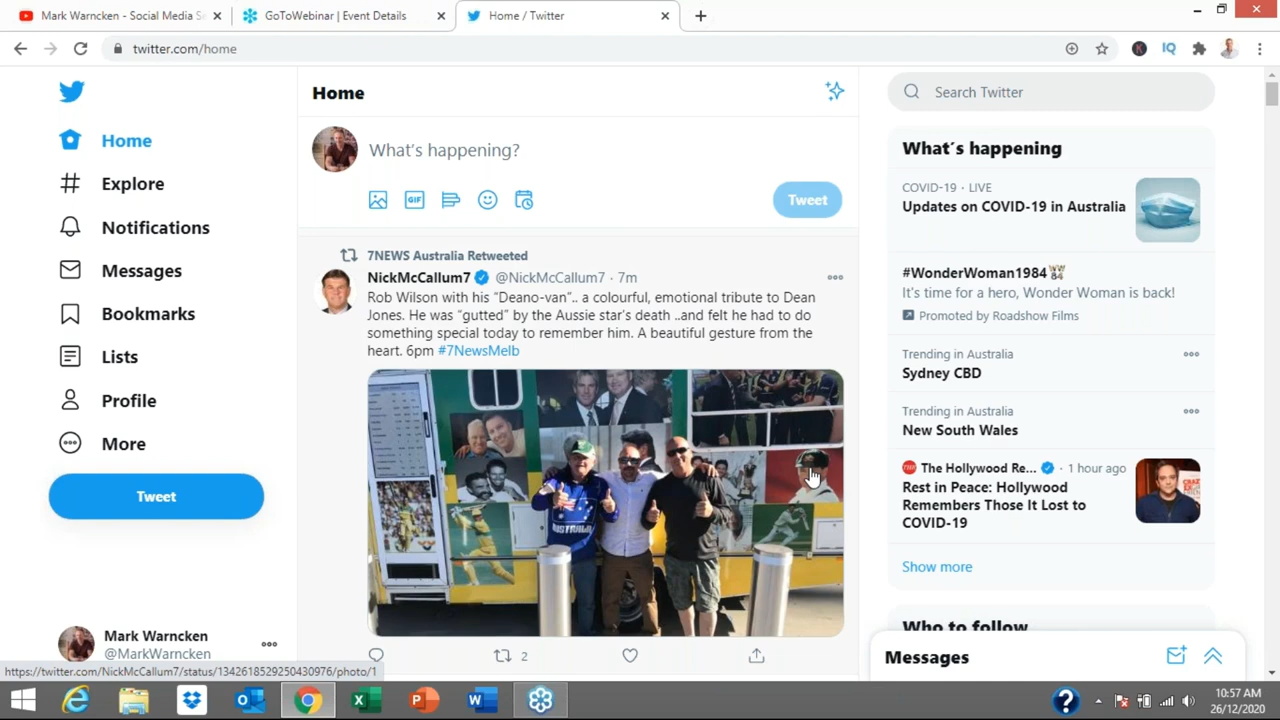 Mark Warncken - Social Media Se
GoToWebinar | Event Details
Home / Twitter
twitter.com/home
IQ
Home
Explore
Notifications
Messages
Bookmarks
Lists
Profile
More
Tweet
Mark Warncken
@MarkWarncken
Home
What's happening?
GIF
Tweet
7NEWS Australia Retweeted
NickMcCallum7 @NickMcCallum7 · 7m
Rob Wilson with his “Deano-van”.. a colourful, emotional tribute to Dean
Jones. He was “gutted” by the Aussie star's death ..and felt he had to do
something special today to remember him. A beautiful gesture from the
heart. 6pm #7NewsMelb
AUSTRALIA
2
Search Twitter
What´s happening
COVID-19 · LIVE
Updates on COVID-19 in Australia
#WonderWoman1984
It's time for a hero, Wonder Woman is back!
Promoted by Roadshow Films
Trending in Australia
Sydney CBD
Trending in Australia
New South Wales
The Hollywood Re... · 1 hour ago
Rest in Peace: Hollywood
Remembers Those It Lost to
COVID-19
Show more
Who to follow
Messages
https://twitter.com/NickMcCallum7/status/1342618529250430976/photo/1
10:57 AM
26/12/2020